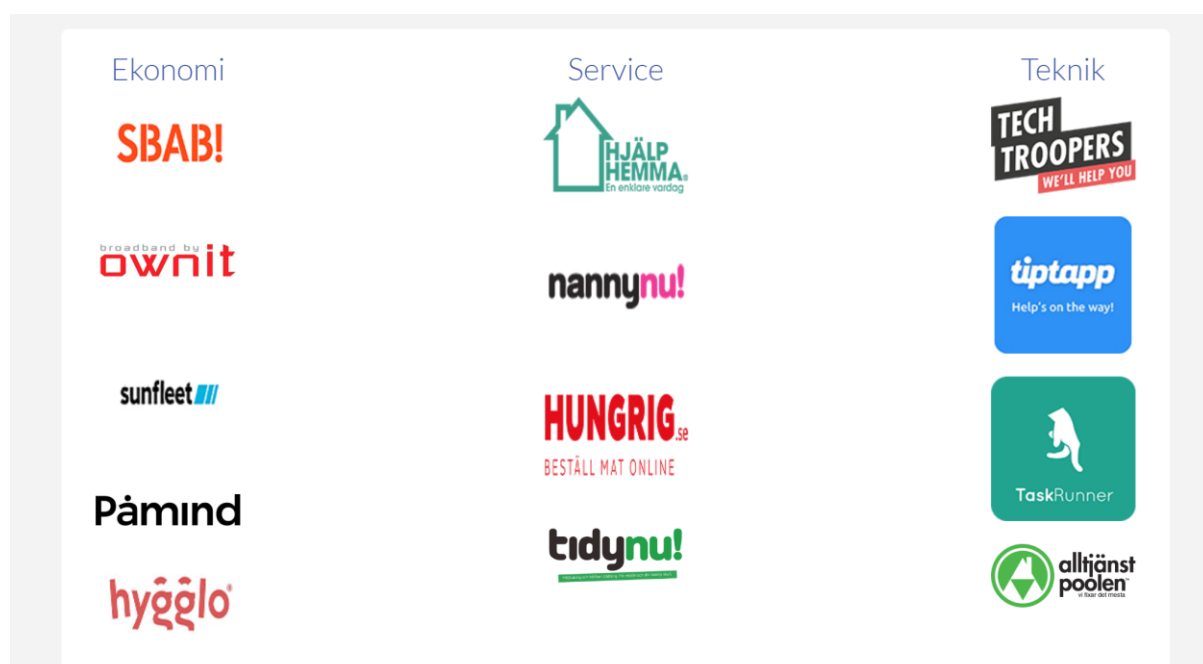 Ekonomi
SBAB!
broadband by
ownit
sunfleet
Påmind
hygglo
Service
HJÄLP
HEMMA
En enklare vardag
nannynu!
HUNGRIG.se
BESTÄLL MAT ONLINE
tidynu!
Teknik
TECH
TROOPERS
WE'LL HELP YOU
tiptapp
Help's on the way!
TaskRunner
alltjänst
poolen
vi fixar det mesta